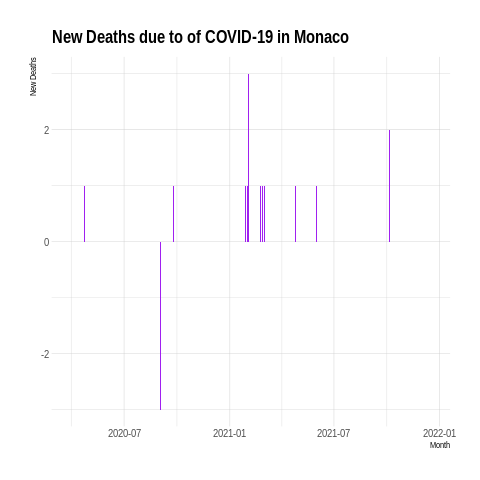 New Deaths due to of COVID-19 in Monaco
New Deaths
2
0
-2
2020-07
2021-01
2021-07
2022-01
Month